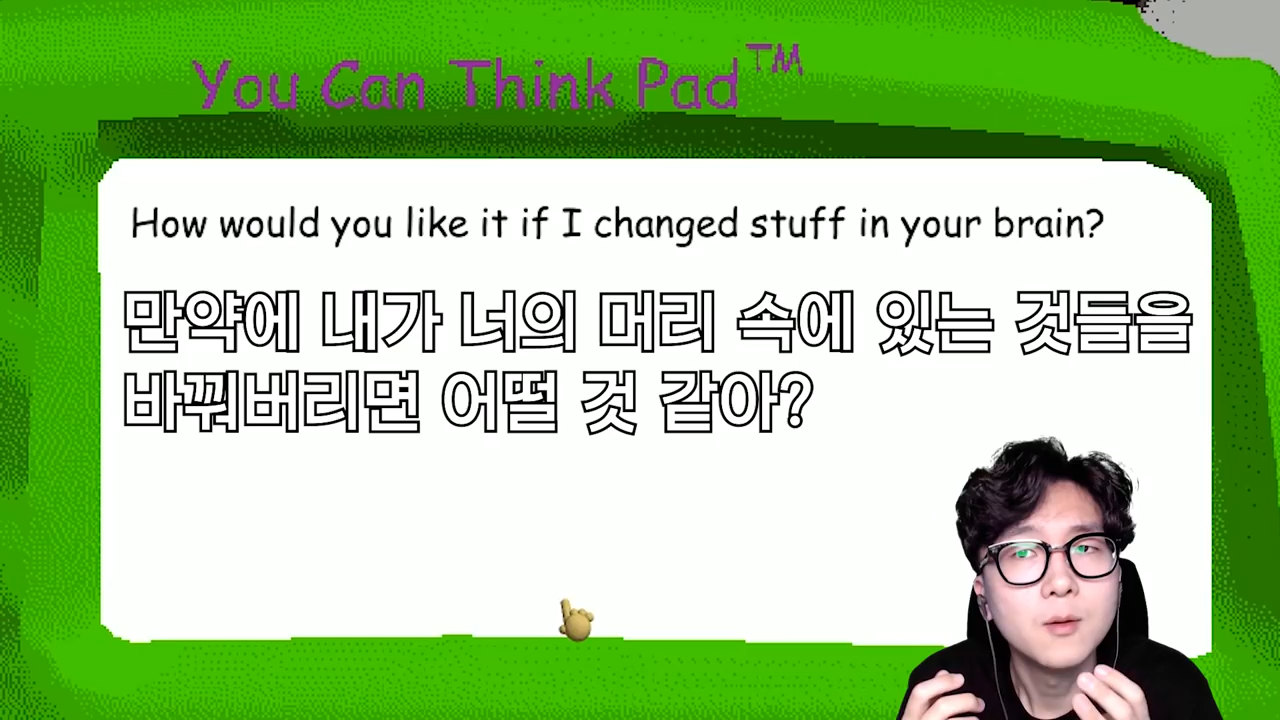 You Can Think Pad™
How would you like it if I changed stuff in your brain?
만약에 내가 너의 머리 속에 있는 것들을
바꿔버리면 어떨 것 같아?